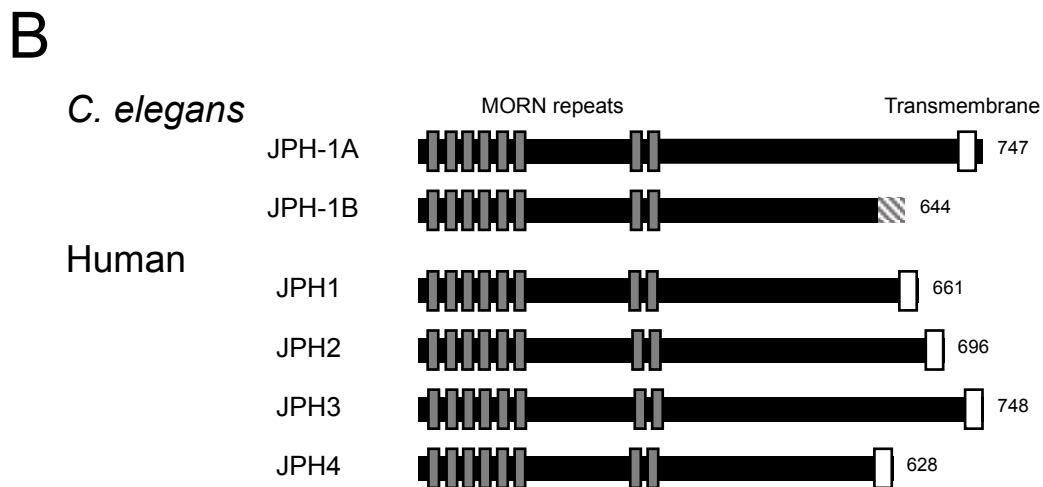 B
C. elegans
MORN repeats
Transmembrane
JPH-1A
747
JPH-1B
644
Human
JPH1
661
JPH2
696
JPH3
748
JPH4
628